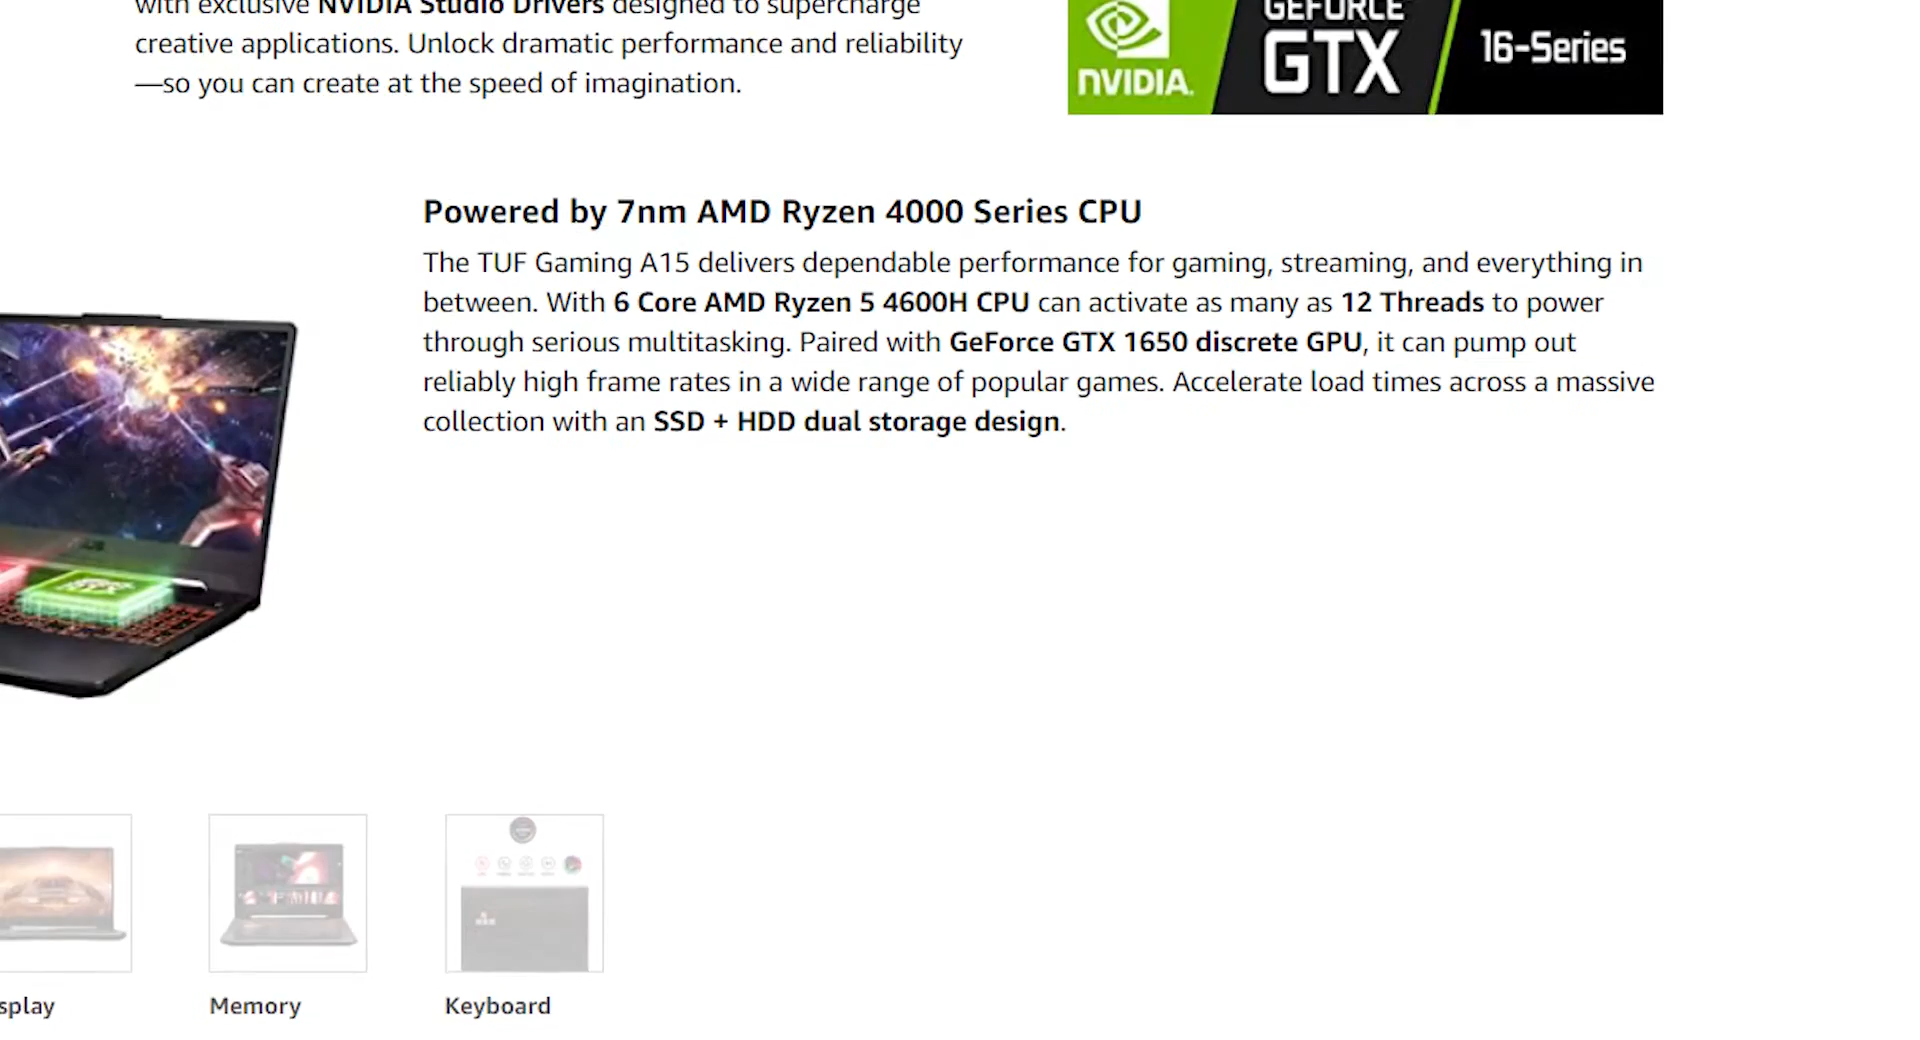 with exclusive NVIDIA Studio Drivers designed to supercharge
creative applications. Unlock dramatic performance and reliability
—so you can create at the speed of imagination.
NVIDIA.
GEFORCE
GTX
16-Series
Powered by 7nm AMD Ryzen 4000 Series CPU
The TUF Gaming A15 delivers dependable performance for gaming, streaming, and everything in
between. With 6 Core AMD Ryzen 5 4600H CPU can activate as many as 12 Threads to power
through serious multitasking. Paired with GeForce GTX 1650 discrete GPU, it can pump out
reliably high frame rates in a wide range of popular games. Accelerate load times across a massive
collection with an SSD + HDD dual storage design.
GTX
splay
Memory
Keyboard